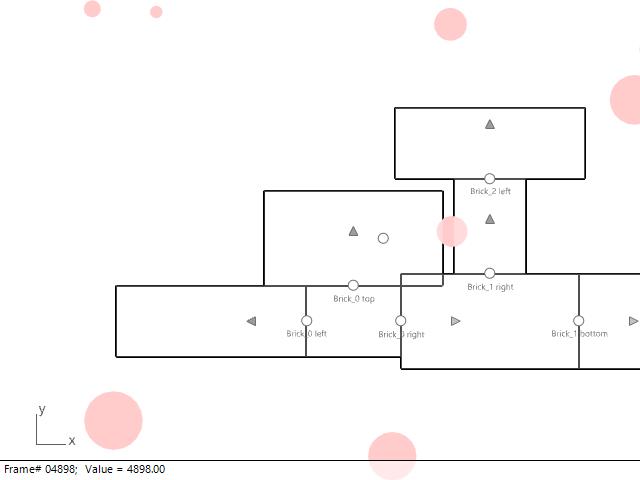 Brick_2 left
Brick_1 right
Brick_0 top
Brick_0 left
Brick_0 right
Brick_1 bottom
y
x
Frame# 04898; Value = 4898.00